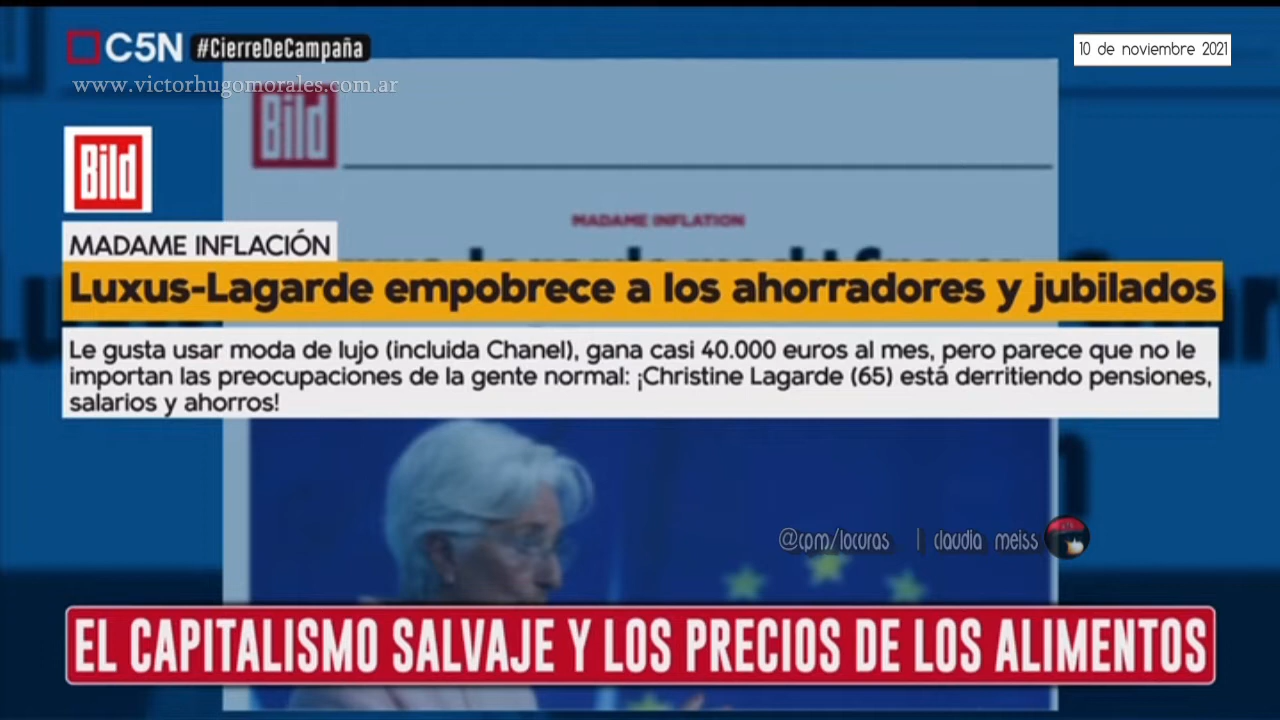 C5N #CierreDeCampaña
10 de noviembre 2021
www.victorhugomorales.com.ar
Bild
Bild
MADAME INFLATION
MADAME INFLACIÓN
Luxus-Lagarde empobrece a los ahorradores y jubilados
Le gusta usar moda de lujo (incluida Chanel), gana casi 40.000 euros al mes, pero parece que no le
importan las preocupaciones de la gente normal: ¡Christine Lagarde (65) está derritiendo pensiones,
salarios y ahorros!
@cpm/locuras | claudia meiss
EL CAPITALISMO SALVAJE Y LOS PRECIOS DE LOS ALIMENTOS